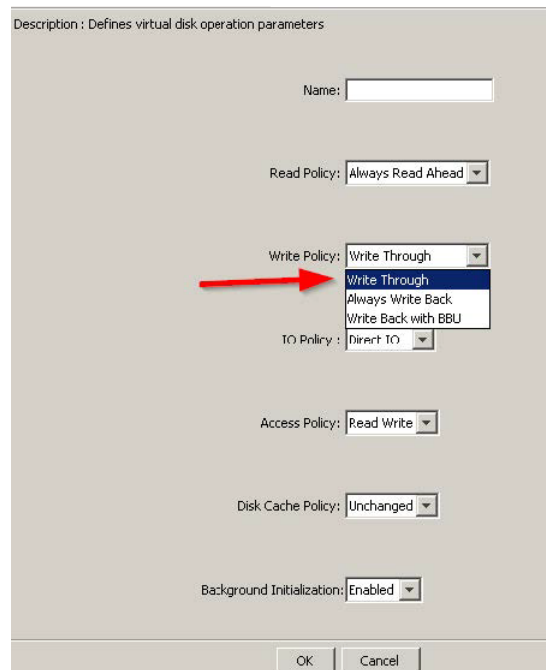 Description : Defines virtual disk operation parameters
Name:
Read Policy: Always Read Ahead
Write Policy: Write Through
Write Through
Always Write Back
Write Back with BBU
IO Policy : Direct IO
Access Policy: Read Write
Disk Cache Policy: Unchanged
Background Initialization: Enabled
OK Cancel